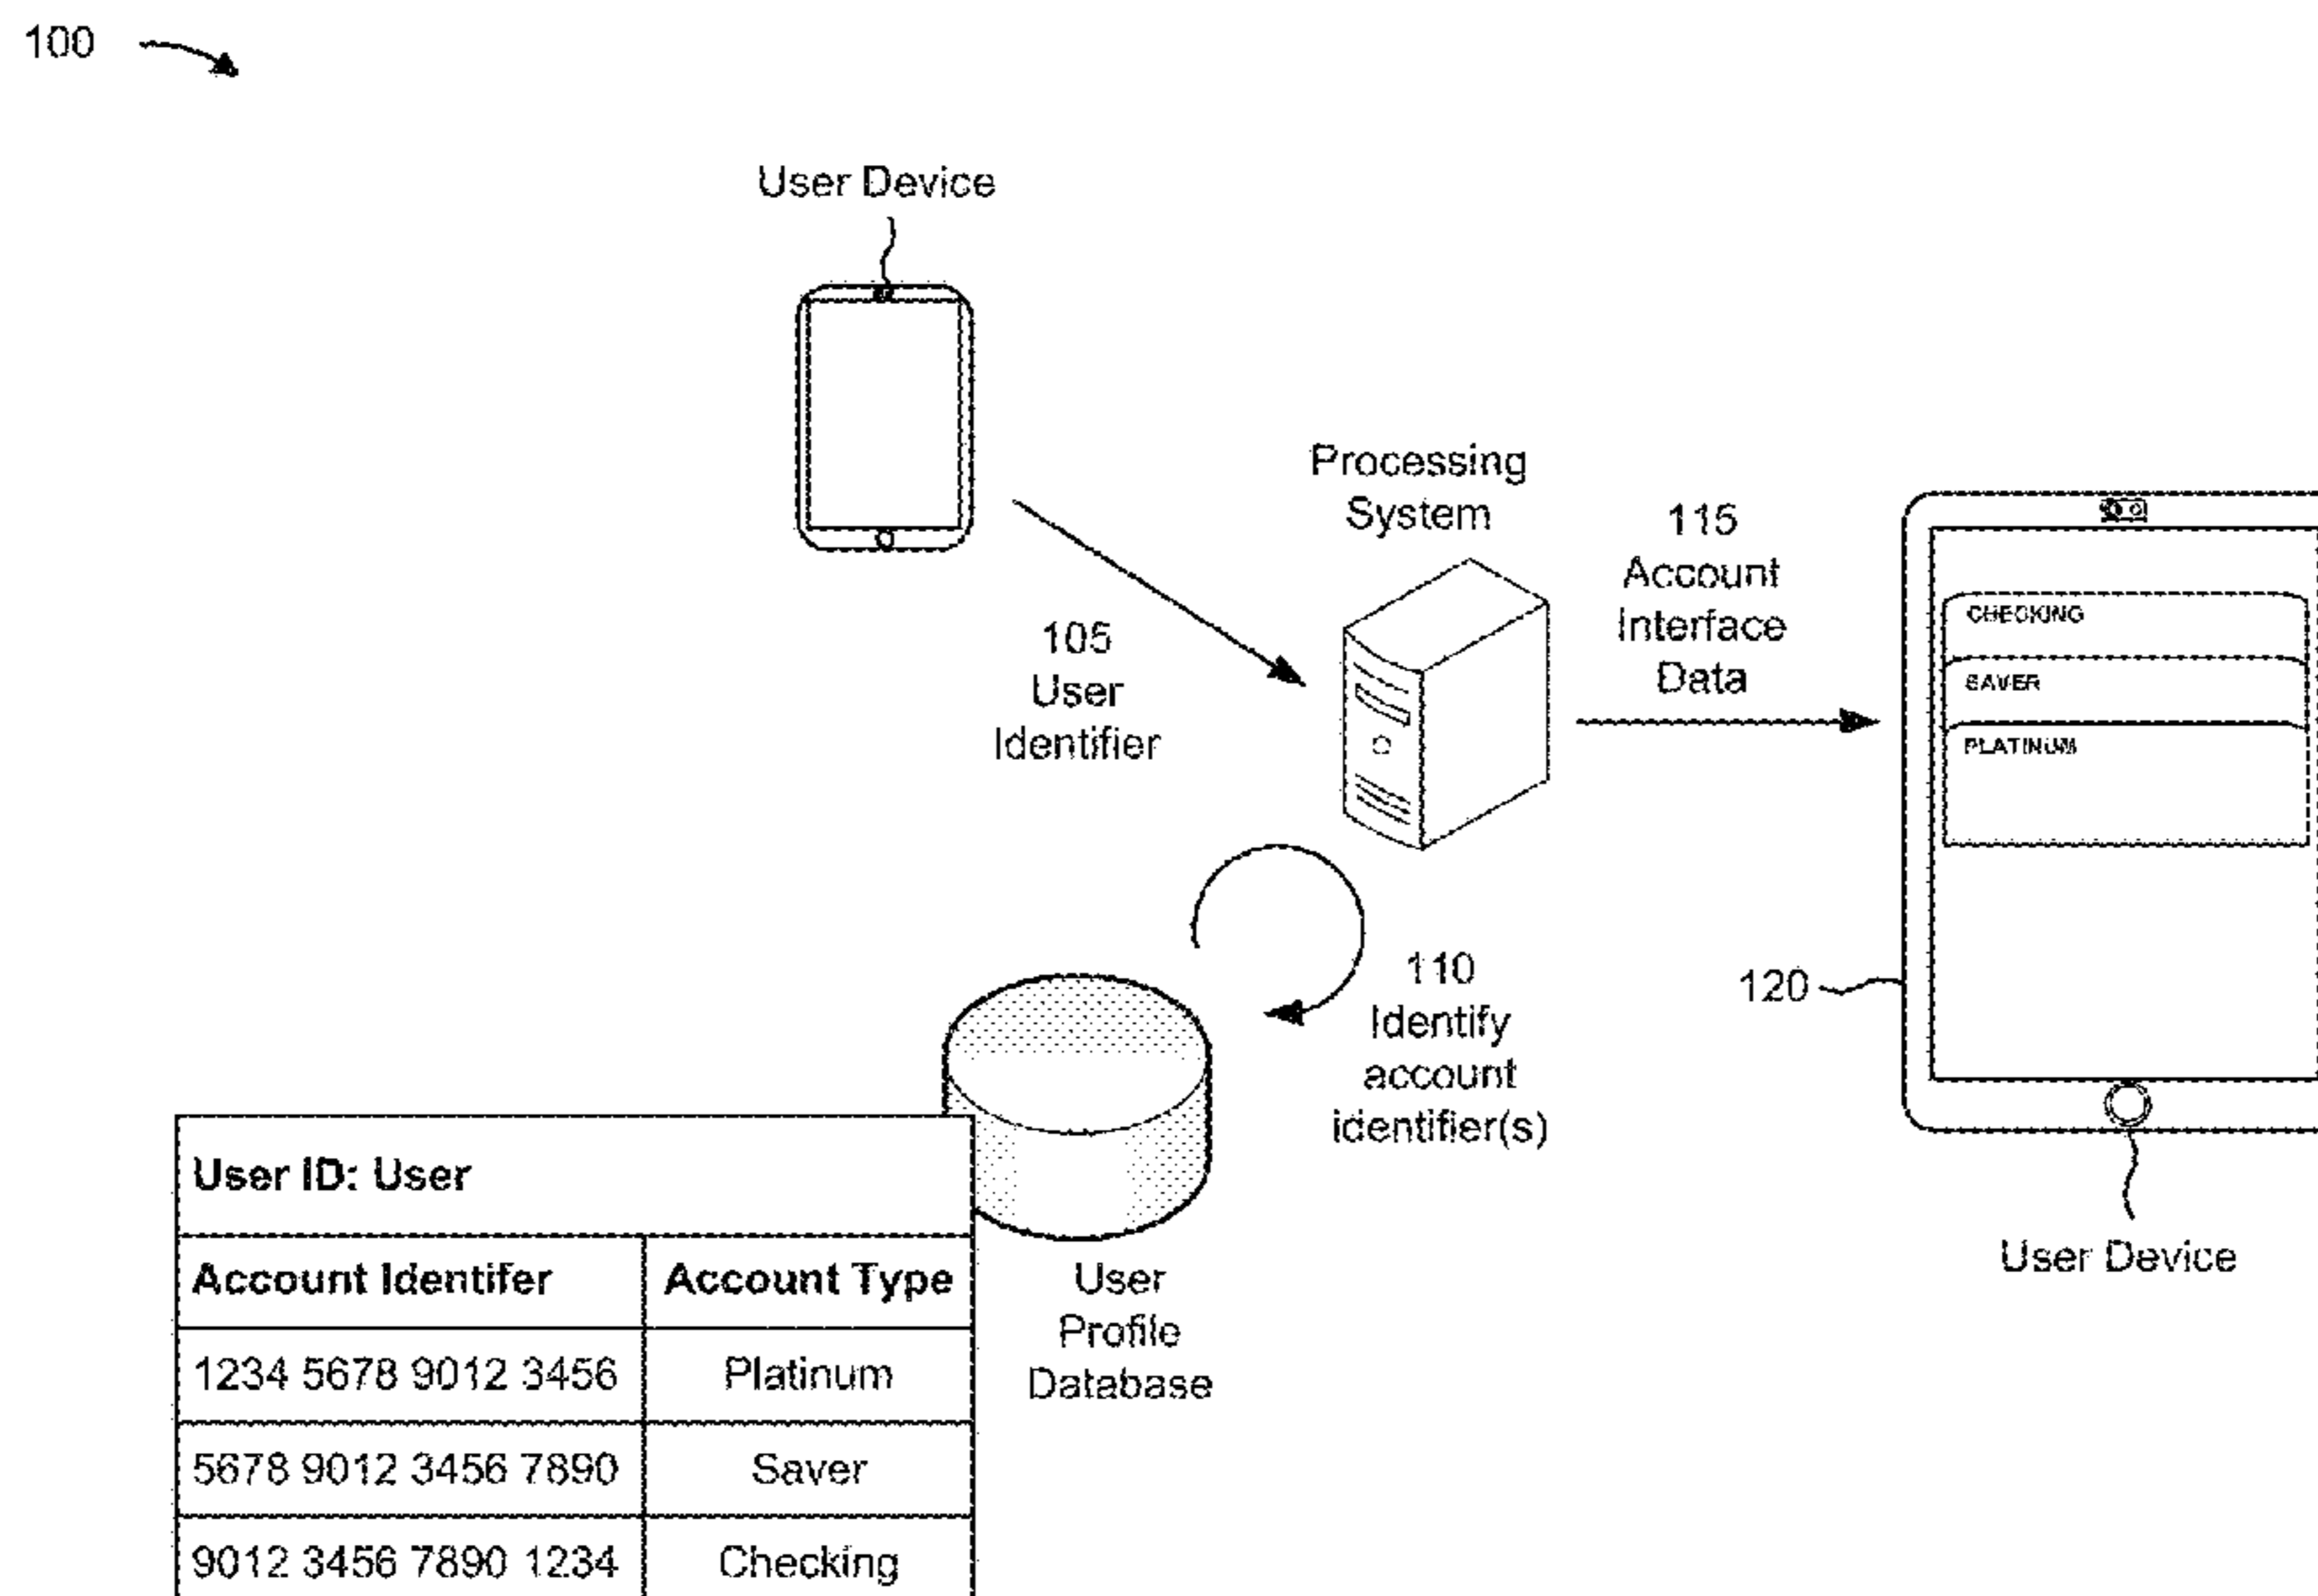 100
User Device
Processing
System
105
User
Identifier
115
Account
Interface
Data
CHECKING
SAVER
PLATINUM
110
Identify
account
identifier(s)
120
User Device
User
Profile
Database
User ID: User
Account Identifer Account Type
1234 5678 9012 3456 Platinum
5678 9012 3456 7890 Saver
9012 3456 7890 1234 Checking